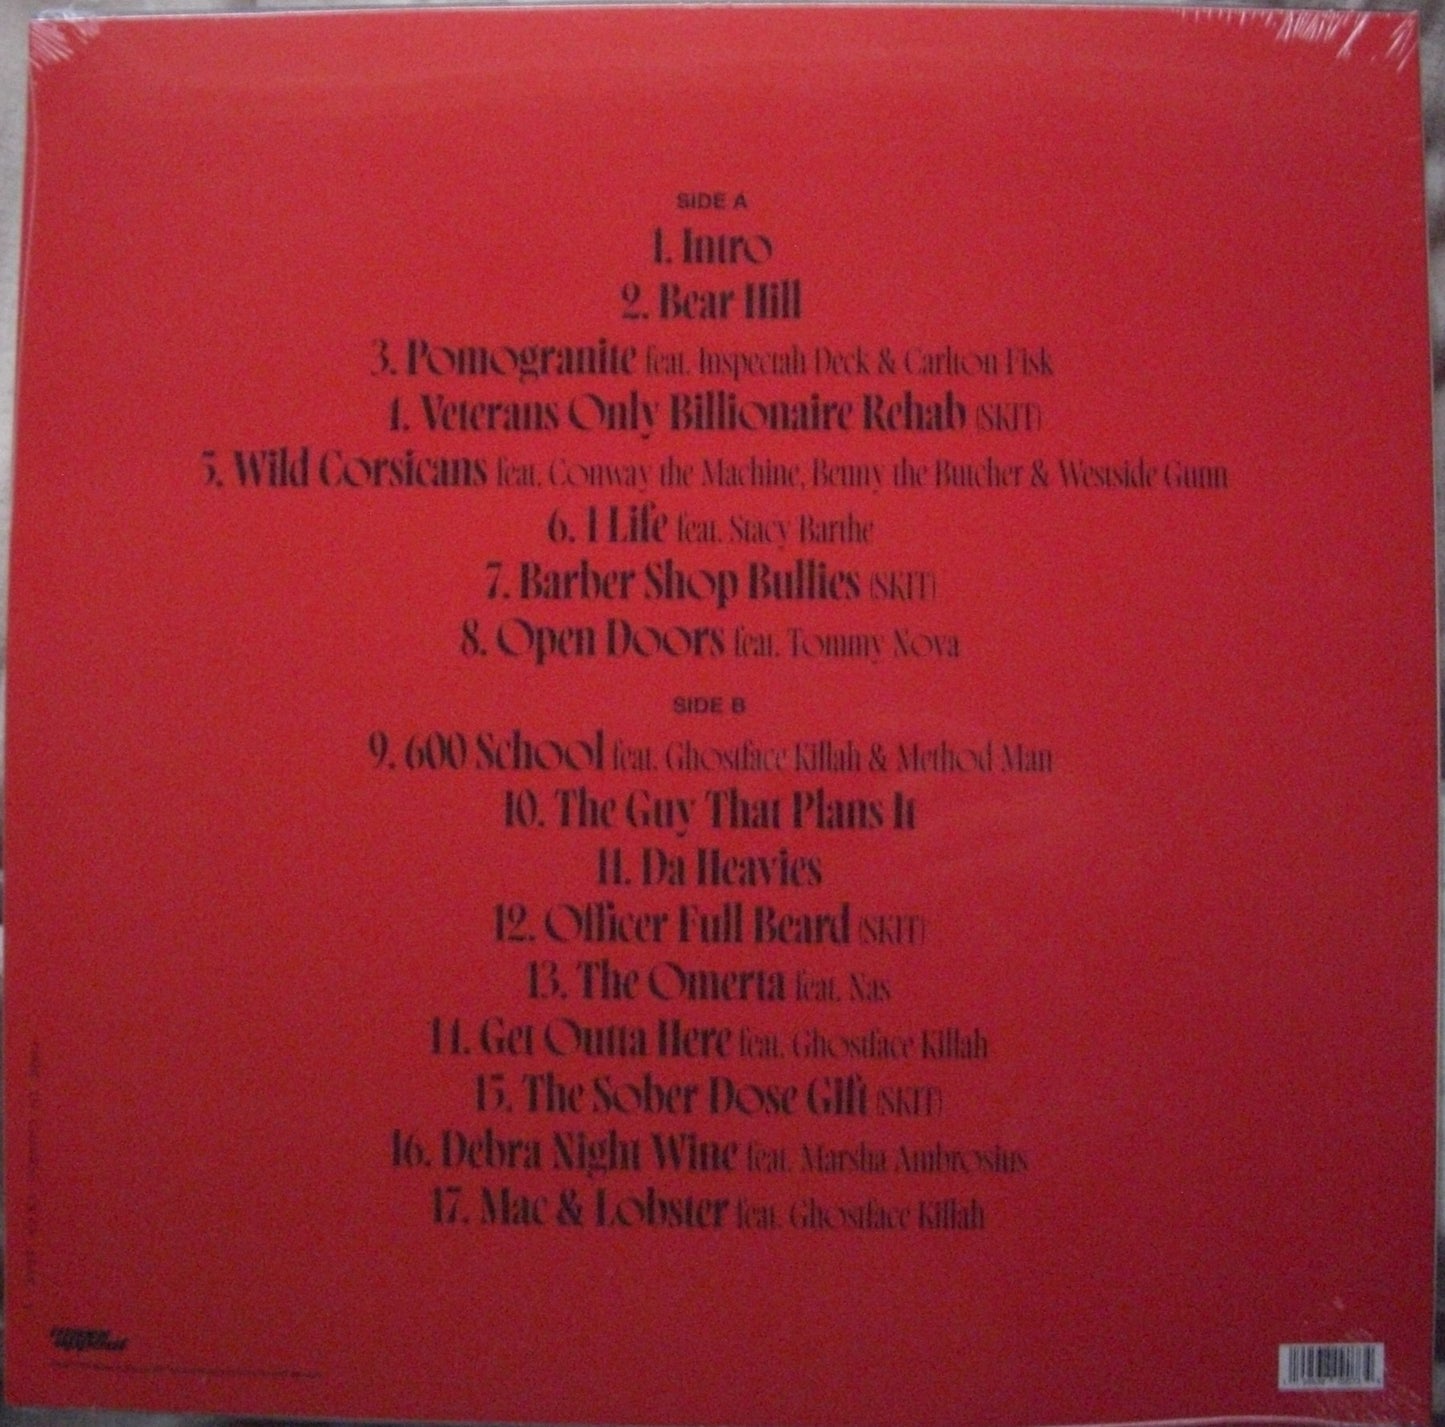 SIDE A
1. Intro
2. Bear Hill
3. Pomogranite feat. Inspectah Deck & Carlton Fisk
4. Veterans Only Billionaire Rehab (SKIT)
5. Wild Corsicans feat. Conway the Machine, Benny the Butcher & Westside Gunn
6. 1 Life feat. Stacy Barthe
7. Barber Shop Bullies (SKIT)
8. Open Doors feat. Tommy Nova
SIDE B
9. 600 School feat. Ghostface Killah & Method Man
10. The Guy That Plans It
11. Da Heavies
12. Officer Full Beard (SKIT)
13. The Omerta feat. Nas
14. Get Outta Here feat. Ghostface Killah
15. The Sober Dose GIft (SKIT)
16. Debra Night Wine feat. Marsha Ambrosius
17. Mac & Lobster feat. Ghostface Killah